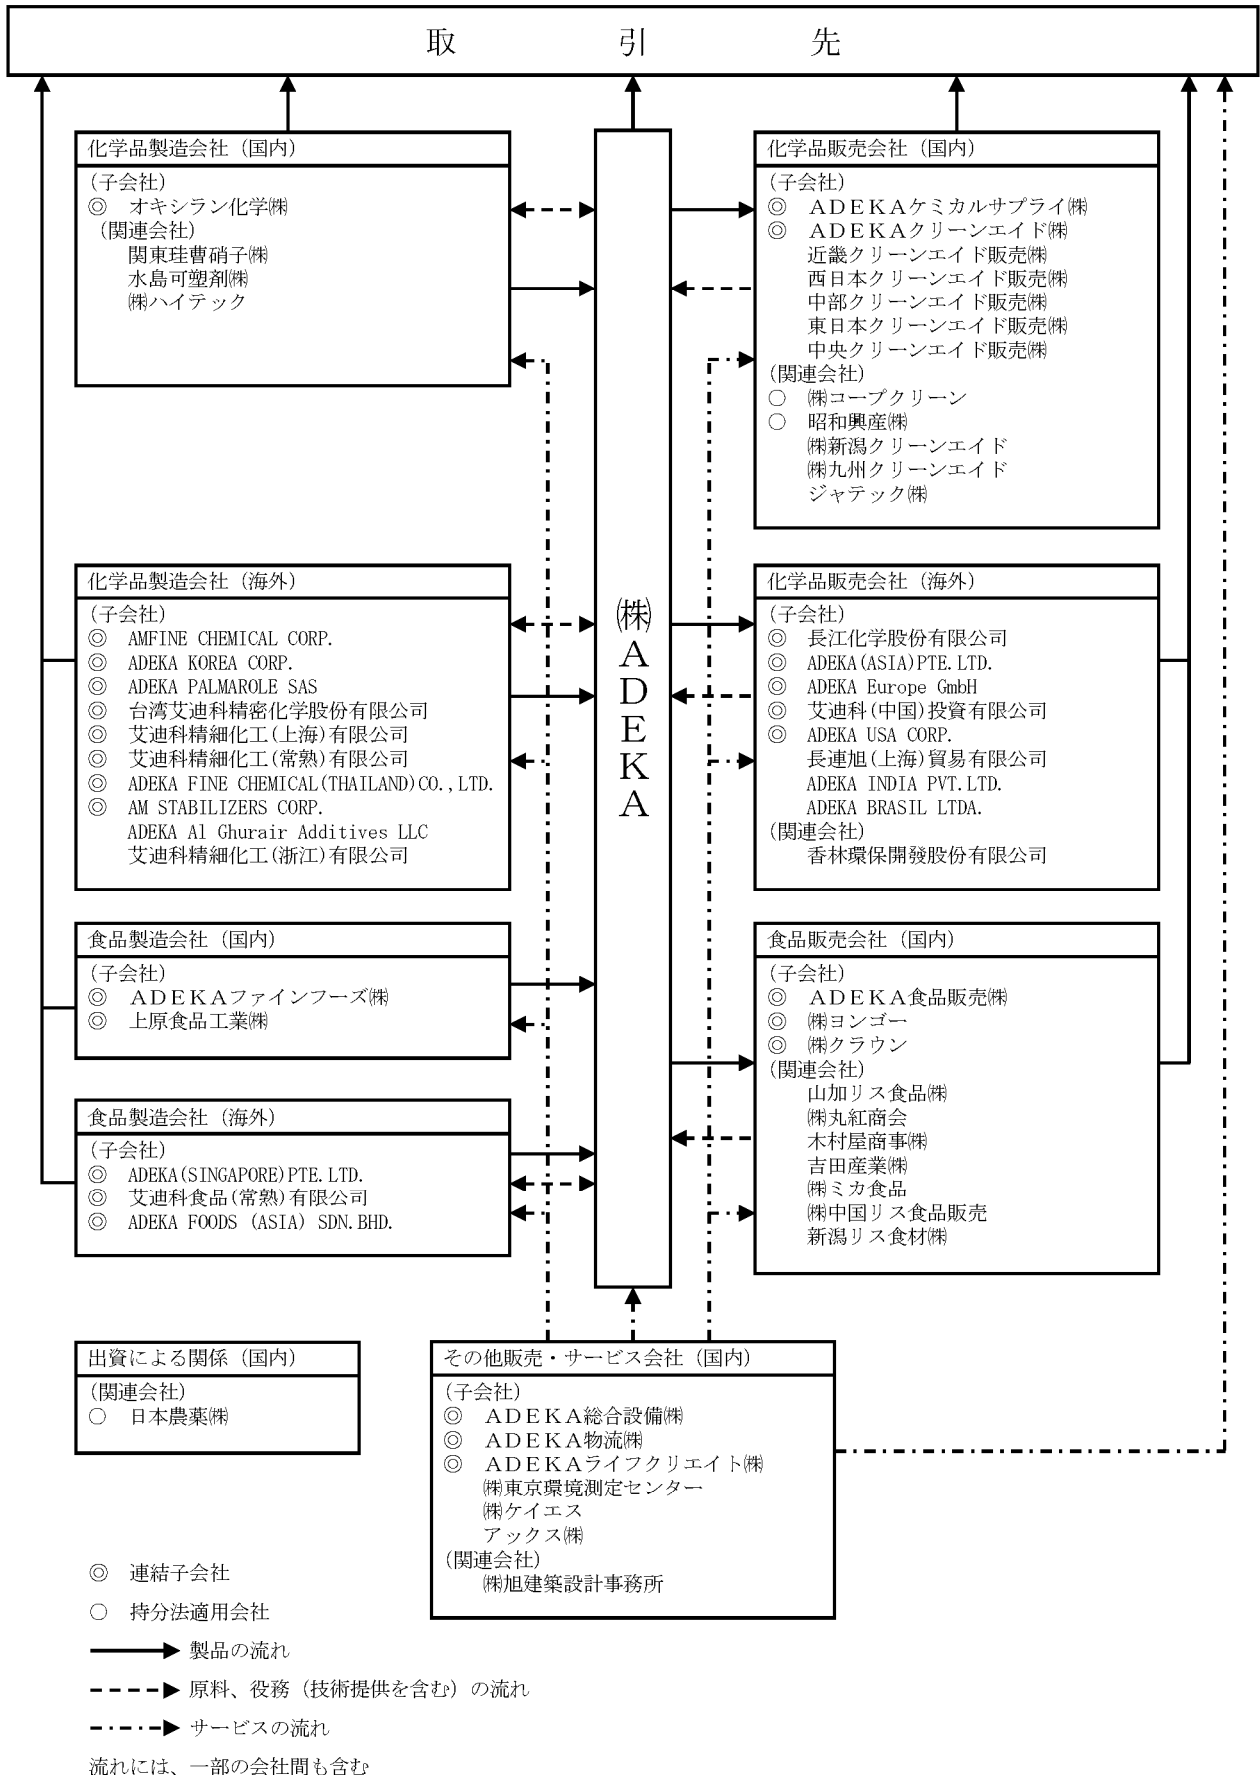 取引先
化学品製造会社（国内）
（子会社）
◎ オキシラン化学㈱
（関連会社）
関東珪曹硝子㈱
水島可塑剤㈱
㈱ハイテック
化学品販売会社（国内）
（子会社）
◎ ＡＤＥＫＡケミカルサプライ㈱
◎ ＡＤＥＫＡクリーンエイド㈱
近畿クリーンエイド販売㈱
西日本クリーンエイド販売㈱
中部クリーンエイド販売㈱
東日本クリーンエイド販売㈱
中央クリーンエイド販売㈱
（関連会社）
○ ㈱コープクリーン
○ 昭和興産㈱
㈱新潟クリーンエイド
㈱九州クリーンエイド
ジャテック㈱
㈱ＡＤＥＫＡ
化学品製造会社（海外）
（子会社）
◎ AMFINE CHEMICAL CORP.
◎ ADEKA KOREA CORP.
◎ ADEKA PALMAROLE SAS
◎ 台湾艾迪科精密化学股份有限公司
◎ 艾迪科精細化工(上海)有限公司
◎ 艾迪科精細化工(常熟)有限公司
◎ ADEKA FINE CHEMICAL(THAILAND)CO.,LTD.
◎ AM STABILIZERS CORP.
ADEKA Al Ghurair Additives LLC
艾迪科精細化工(浙江)有限公司
化学品販売会社（海外）
（子会社）
◎ 長江化学股份有限公司
◎ ADEKA(ASIA)PTE.LTD.
◎ ADEKA Europe GmbH
◎ 艾迪科(中国)投資有限公司
◎ ADEKA USA CORP.
長連旭(上海)貿易有限公司
ADEKA INDIA PVT.LTD.
ADEKA BRASIL LTDA.
（関連会社）
香林環保開發股份有限公司
食品製造会社（国内）
（子会社）
◎ ＡＤＥＫＡファインフーズ㈱
◎ 上原食品工業㈱
食品販売会社（国内）
（子会社）
◎ ＡＤＥＫＡ食品販売㈱
◎ ㈱ヨンゴー
◎ ㈱クラウン
（関連会社）
山加リス食品㈱
㈱丸紅商会
木村屋商事㈱
吉田産業㈱
㈱ミカ食品
㈱中国リス食品販売
新潟リス食材㈱
食品製造会社（海外）
（子会社）
◎ ADEKA(SINGAPORE)PTE.LTD.
◎ 艾迪科食品(常熟)有限公司
◎ ADEKA FOODS (ASIA) SDN.BHD.
出資による関係（国内）
（関連会社）
○ 日本農薬㈱
その他販売・サービス会社（国内）
（子会社）
◎ ＡＤＥＫＡ総合設備㈱
◎ ＡＤＥＫＡ物流㈱
◎ ＡＤＥＫＡライフクリエイト㈱
㈱東京環境測定センター
㈱ケイエス
アックス㈱
（関連会社）
㈱旭建築設計事務所
◎ 連結子会社
○ 持分法適用会社
製品の流れ
原料、役務（技術提供を含む）の流れ
サービスの流れ
流れには、一部の会社間も含む